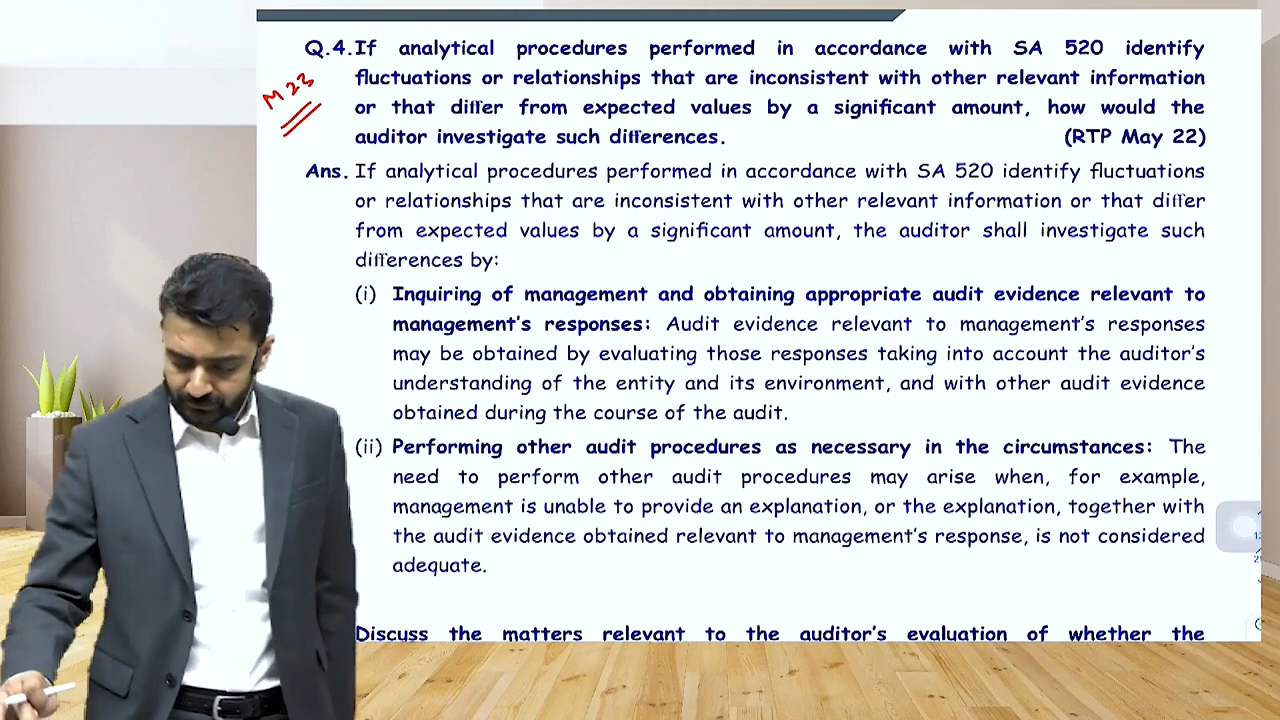 Q.4. If analytical procedures performed in accordance with SA 520 identify
fluctuations or relationships that are inconsistent with other relevant information
or that differ from expected values by a significant amount, how would the
auditor investigate such differences. (RTP May 22)
M 23
Ans. If analytical procedures performed in accordance with SA 520 identify fluctuations
or relationships that are inconsistent with other relevant information or that differ
from expected values by a significant amount, the auditor shall investigate such
differences by:
(i) Inquiring of management and obtaining appropriate audit evidence relevant to
management's responses: Audit evidence relevant to management's responses
may be obtained by evaluating those responses taking into account the auditor's
understanding of the entity and its environment, and with other audit evidence
obtained during the course of the audit.
(ii) Performing other audit procedures as necessary in the circumstances: The
need to perform other audit procedures may arise when, for example,
management is unable to provide an explanation, or the explanation, together with
the audit evidence obtained relevant to management's response, is not considered
adequate.
Discuss the matters relevant to the auditor's evaluation of whether the